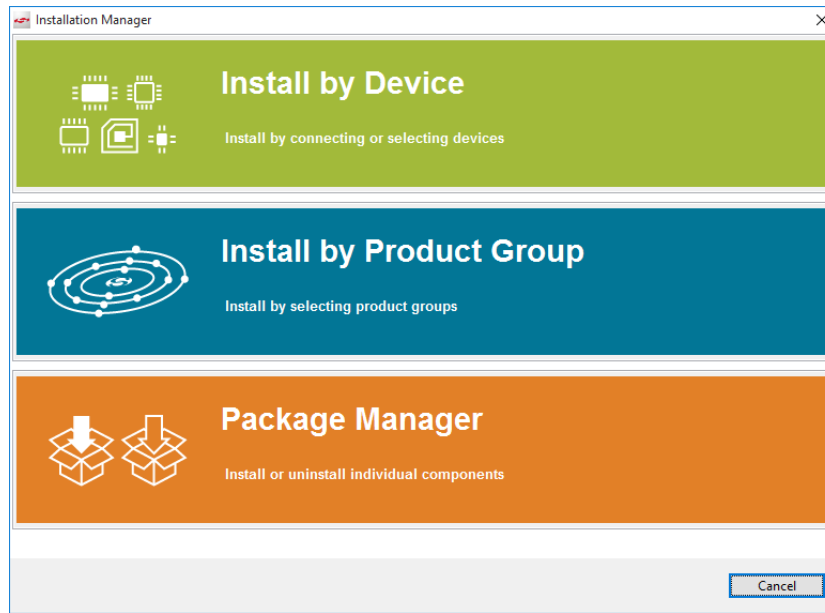 Installation Manager
Install by Device
Install by connecting or selecting devices
Install by Product Group
Install by selecting product groups
Package Manager
Install or uninstall individual components
Cancel